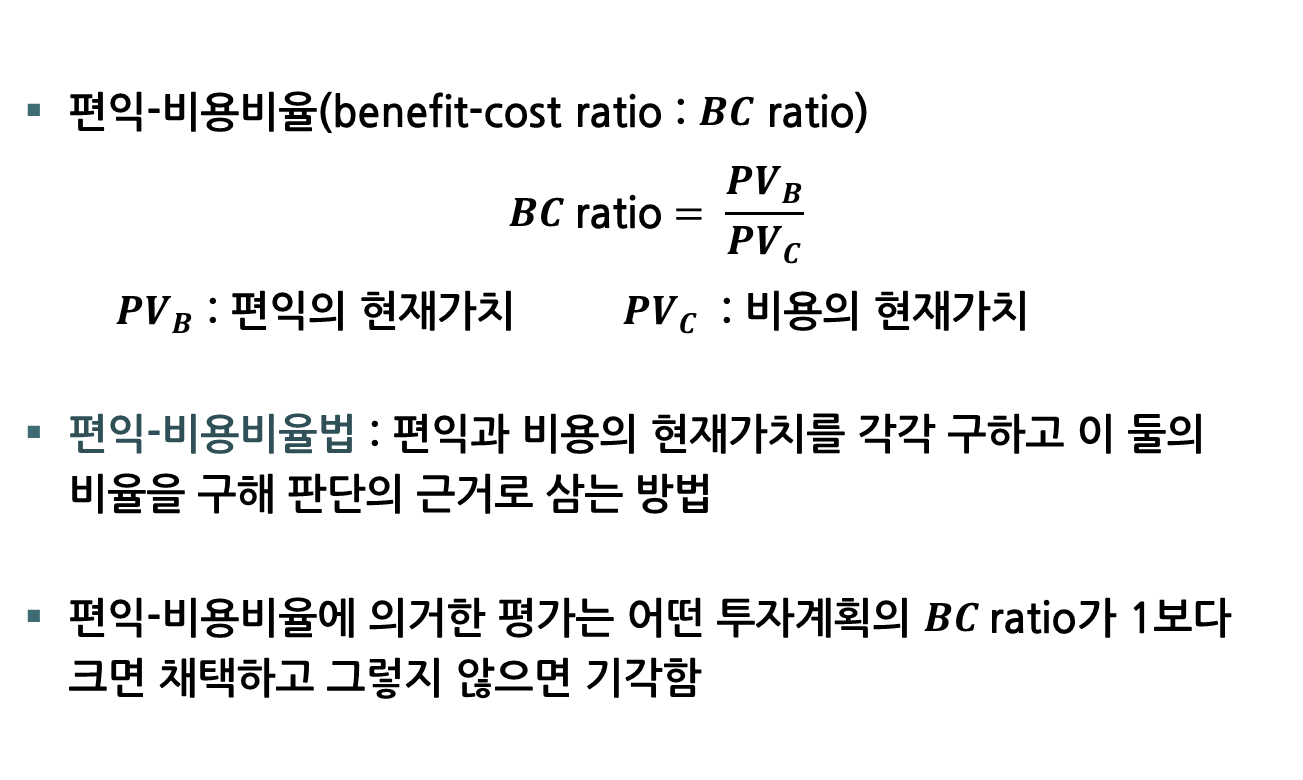 ▪ 편익-비용비율(benefit-cost ratio : BC ratio)
BC ratio = PV_B / PV_C
PV_B : 편익의 현재가치 PV_C : 비용의 현재가치
▪ 편익-비용비율법 : 편익과 비용의 현재가치를 각각 구하고 이 둘의
비율을 구해 판단의 근거로 삼는 방법
▪ 편익-비용비율에 의거한 평가는 어떤 투자계획의 BC ratio가 1보다
크면 채택하고 그렇지 않으면 기각함